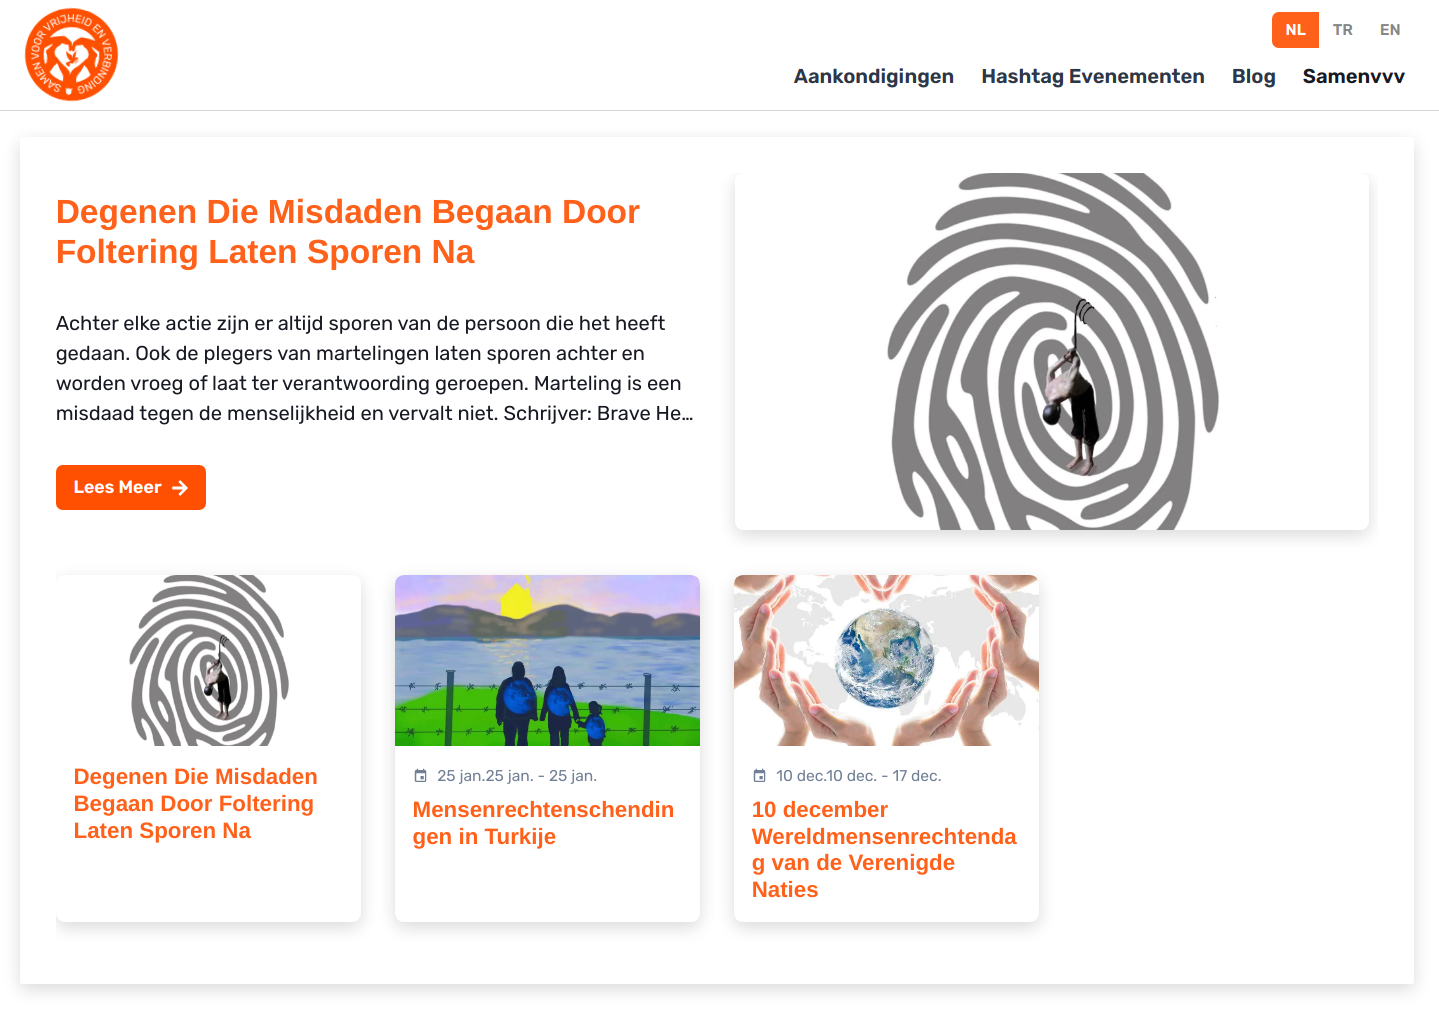 SAMEN VOOR VRIJHEID EN VERBINDING
NL TR EN
Aankondigingen Hashtag Evenementen Blog Samenvvv
Degenen Die Misdaden Begaan Door
Foltering Laten Sporen Na
Achter elke actie zijn er altijd sporen van de persoon die het heeft
gedaan. Ook de plegers van martelingen laten sporen achter en
worden vroeg of laat ter verantwoording geroepen. Marteling is een
misdaad tegen de menselijkheid en vervalt niet. Schrijver: Brave He…
Lees Meer
Degenen Die Misdaden
Begaan Door Foltering
Laten Sporen Na
25 jan.25 jan. - 25 jan.
Mensenrechtenschendin
gen in Turkije
10 dec.10 dec. - 17 dec.
10 december
Wereldmensenrechtenda
g van de Verenigde
Naties